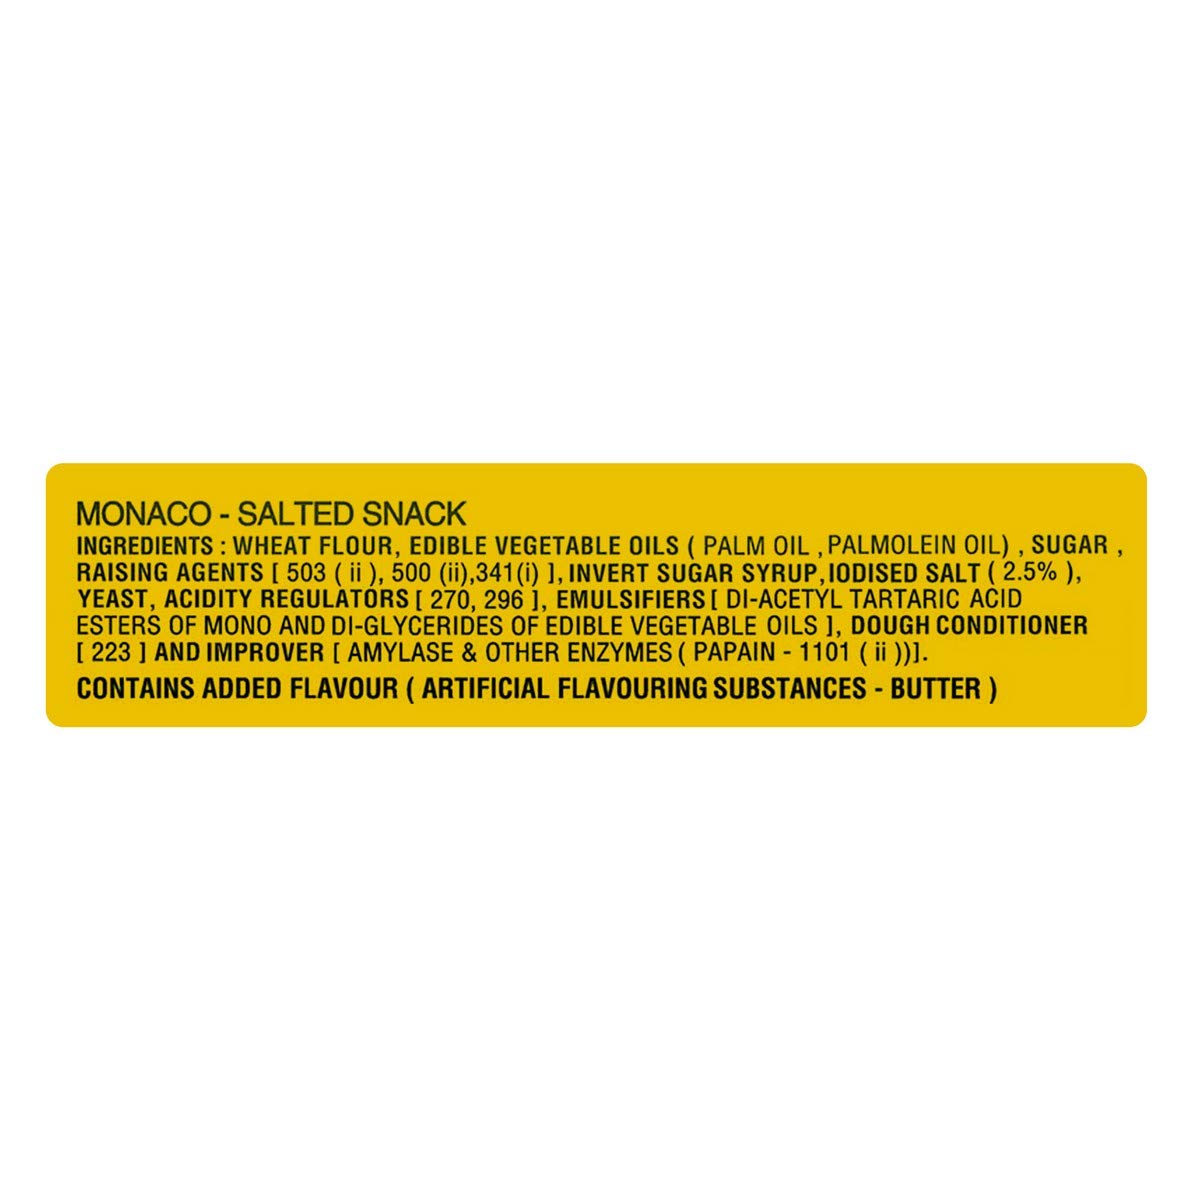 MONACO - SALTED SNACK
INGREDIENTS : WHEAT FLOUR, EDIBLE VEGETABLE OILS ( PALM OIL , PALMOLEIN OIL) , SUGAR ,
RAISING AGENTS [ 503 ( ii ), 500 (ii),341(i) ], INVERT SUGAR SYRUP,IODISED SALT ( 2.5% ),
YEAST, ACIDITY REGULATORS [ 270, 296 ], EMULSIFIERS [ DI-ACETYL TARTARIC ACID
ESTERS OF MONO AND DI-GLYCERIDES OF EDIBLE VEGETABLE OILS ], DOUGH CONDITIONER
[ 223 ] AND IMPROVER [ AMYLASE & OTHER ENZYMES ( PAPAIN - 1101 ( ii ))].
CONTAINS ADDED FLAVOUR ( ARTIFICIAL FLAVOURING SUBSTANCES - BUTTER )